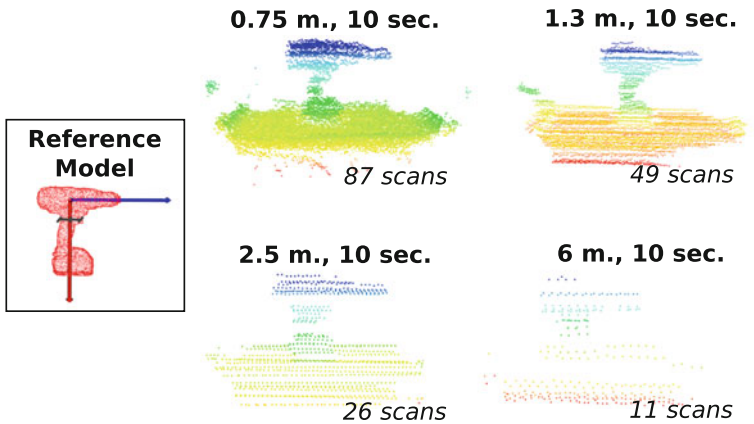 0.75 m., 10 sec.
87 scans
1.3 m., 10 sec.
49 scans
Reference
Model
2.5 m., 10 sec.
26 scans
6 m., 10 sec.
11 scans